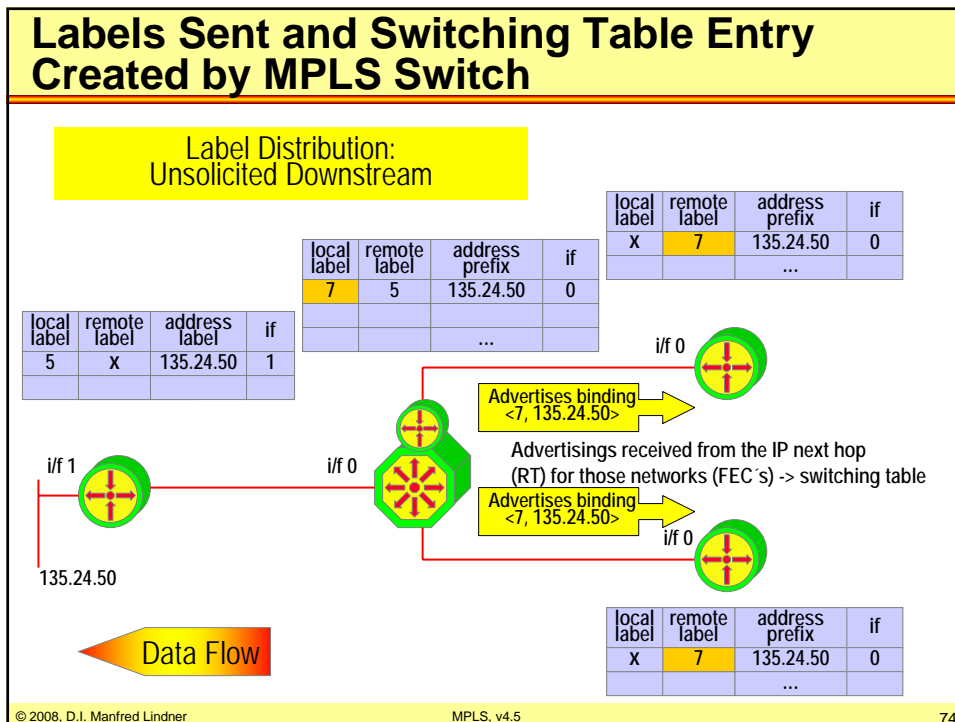 Labels Sent and Switching Table Entry
Created by MPLS Switch
Label Distribution:
Unsolicited Downstream
local label remote label address prefix if
X 7 135.24.50 0
...
local label remote label address prefix if
7 5 135.24.50 0
...
local label remote label address label if
5 X 135.24.50 1
i/f 0
Advertises binding
<7, 135.24.50>
Advertisings received from the IP next hop
(RT) for those networks (FEC´s) -> switching table
i/f 1
i/f 0
Advertises binding
<7, 135.24.50>
i/f 0
135.24.50
Data Flow
local label remote label address prefix if
X 7 135.24.50 0
...
© 2008, D.I. Manfred Lindner
MPLS, v4.5
74